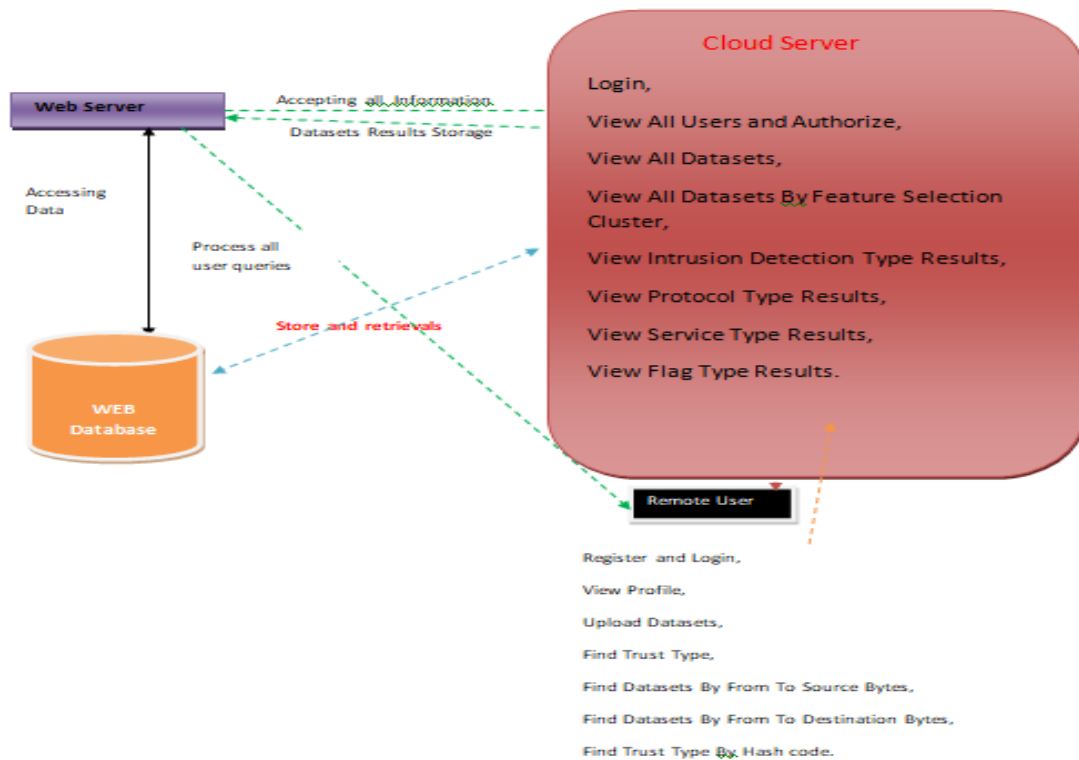 Cloud Server
Login,
View All Users and Authorize,
View All Datasets,
View All Datasets By Feature Selection
Cluster,
View Intrusion Detection Type Results,
View Protocol Type Results,
View Service Type Results,
View Flag Type Results.
Web Server
Accepting all Information
Datasets Results Storage
Accessing
Data
Process all
user queries
Store and retrievals
WEB
Database
Remote User
Register and Login,
View Profile,
Upload Datasets,
Find Trust Type,
Find Datasets By From To Source Bytes,
Find Datasets By From To Destination Bytes,
Find Trust Type By Hash code.